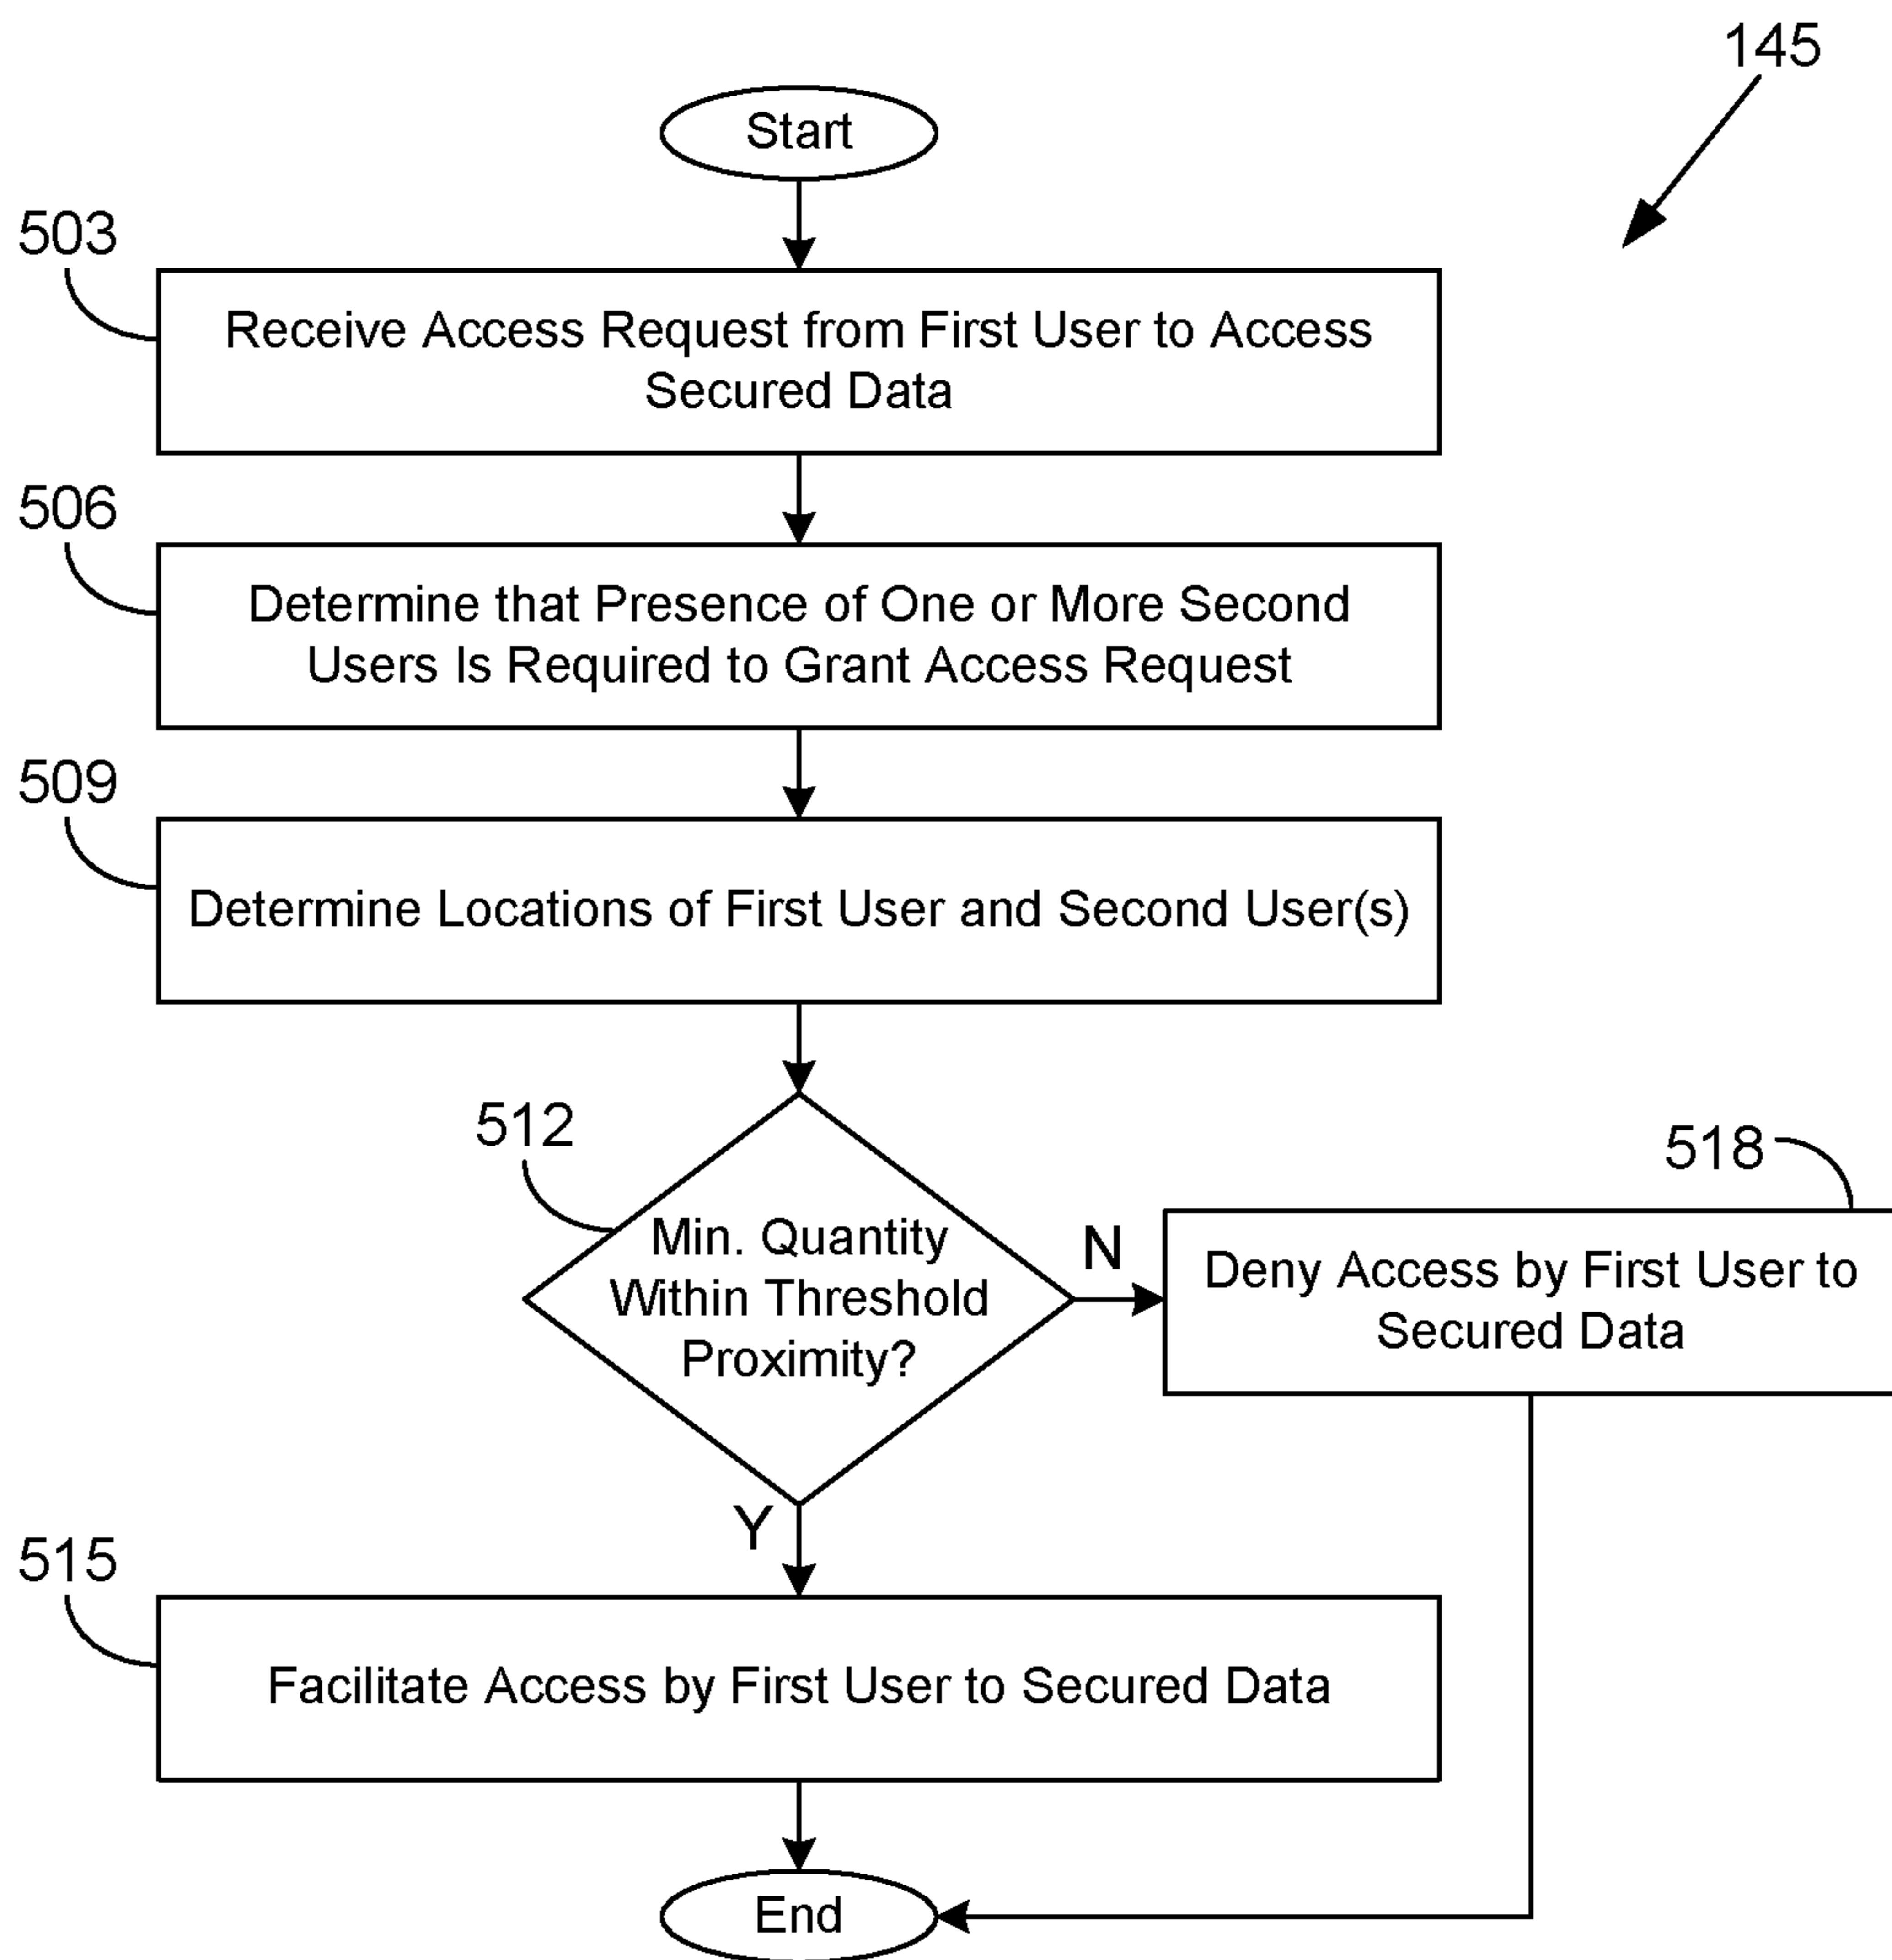 145
Start
503
Receive Access Request from First User to Access
Secured Data
506
Determine that Presence of One or More Second
Users Is Required to Grant Access Request
509
Determine Locations of First User and Second User(s)
512
Min. Quantity
Within Threshold
Proximity?
N
518
Deny Access by First User to
Secured Data
Y
515
Facilitate Access by First User to Secured Data
End